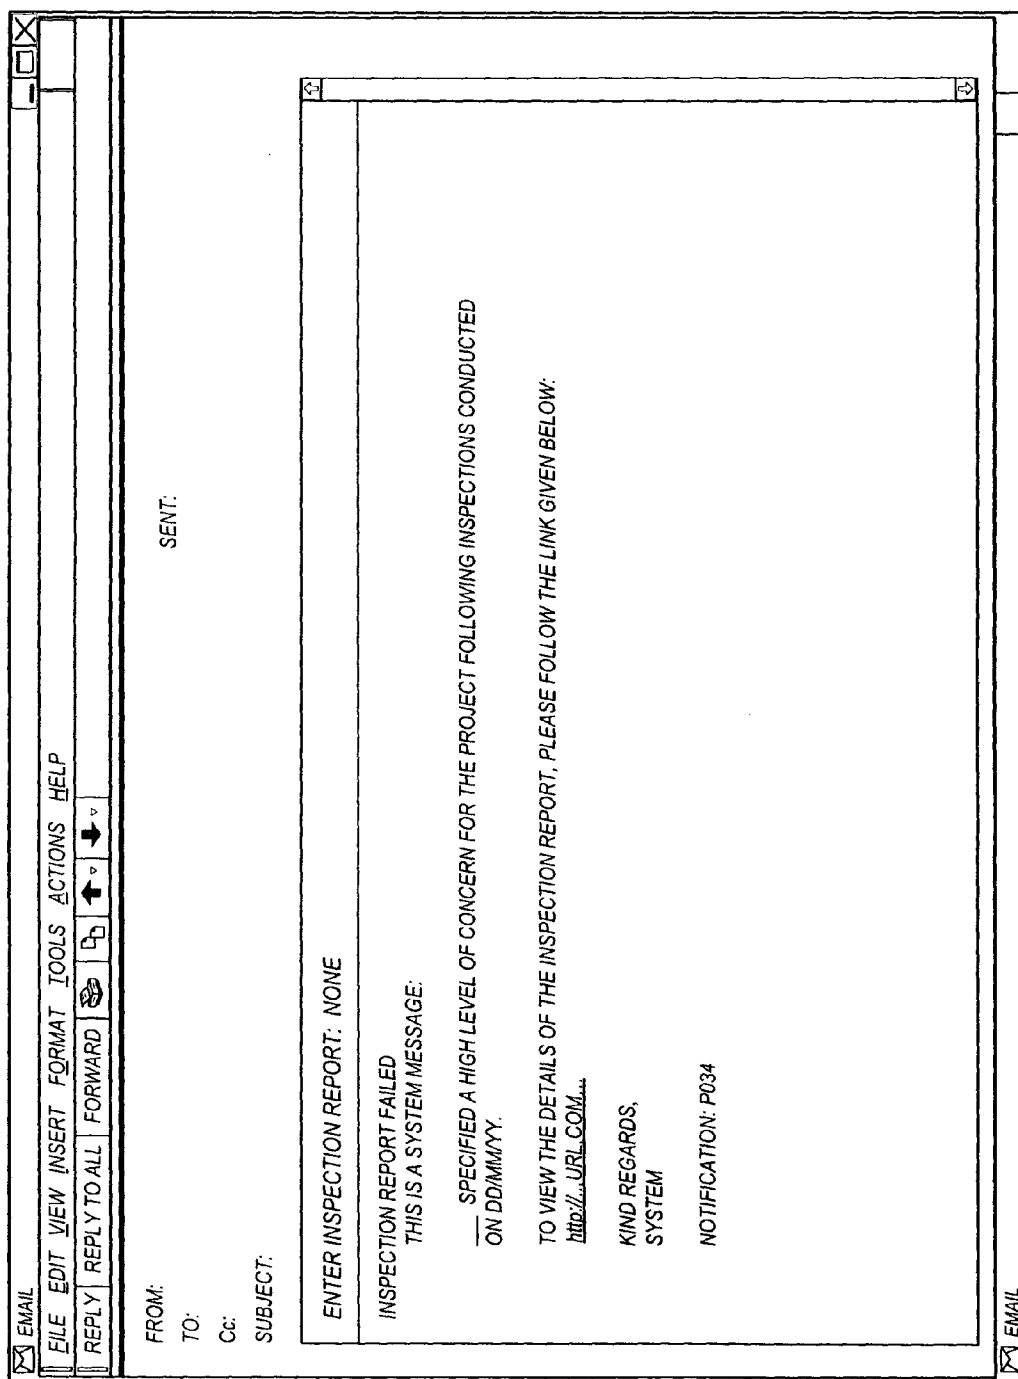 EMAIL
FILE EDIT VIEW INSERT FORMAT TOOLS ACTIONS HELP
REPLY REPLY TO ALL FORWARD
FROM:
SENT:
TO:
Cc:
SUBJECT:
ENTER INSPECTION REPORT: NONE
INSPECTION REPORT FAILED
THIS IS A SYSTEM MESSAGE:
___ SPECIFIED A HIGH LEVEL OF CONCERN FOR THE PROJECT FOLLOWING INSPECTIONS CONDUCTED
ON DD/MM/YY.
TO VIEW THE DETAILS OF THE INSPECTION REPORT, PLEASE FOLLOW THE LINK GIVEN BELOW:
http://...URL.COM...
KIND REGARDS,
SYSTEM
NOTIFICATION: P034
EMAIL